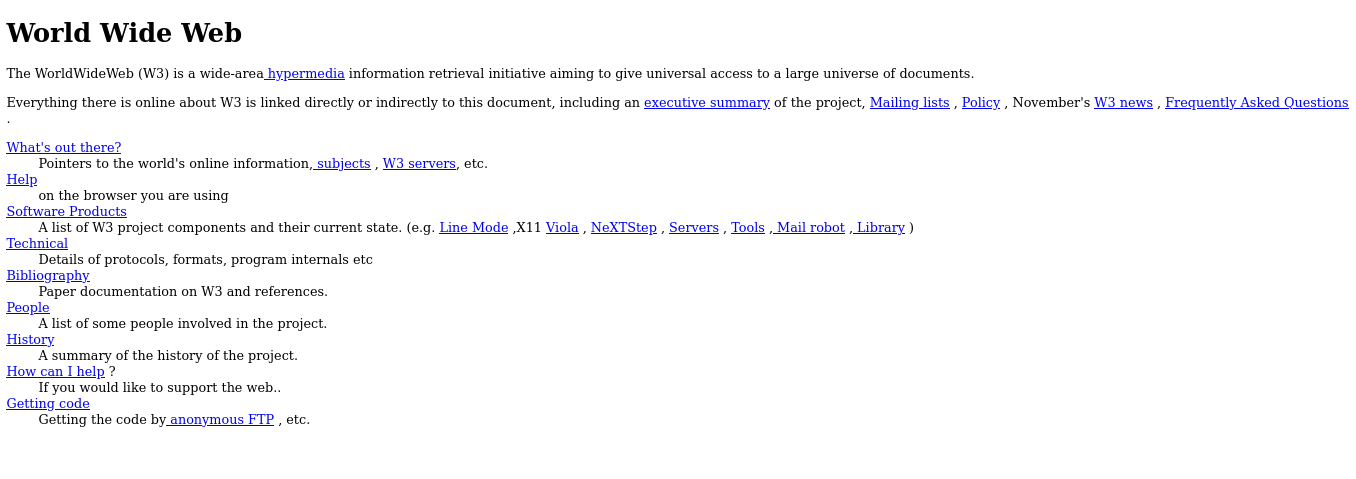 World Wide Web
The WorldWideWeb (W3) is a wide-area hypermedia information retrieval initiative aiming to give universal access to a large universe of documents.
Everything there is online about W3 is linked directly or indirectly to this document, including an executive summary of the project, Mailing lists , Policy , November's W3 news , Frequently Asked Questions
.
What's out there?
Pointers to the world's online information, subjects , W3 servers, etc.
Help
on the browser you are using
Software Products
A list of W3 project components and their current state. (e.g. Line Mode ,X11 Viola , NeXTStep , Servers , Tools , Mail robot , Library )
Technical
Details of protocols, formats, program internals etc
Bibliography
Paper documentation on W3 and references.
People
A list of some people involved in the project.
History
A summary of the history of the project.
How can I help ?
If you would like to support the web..
Getting code
Getting the code by anonymous FTP , etc.